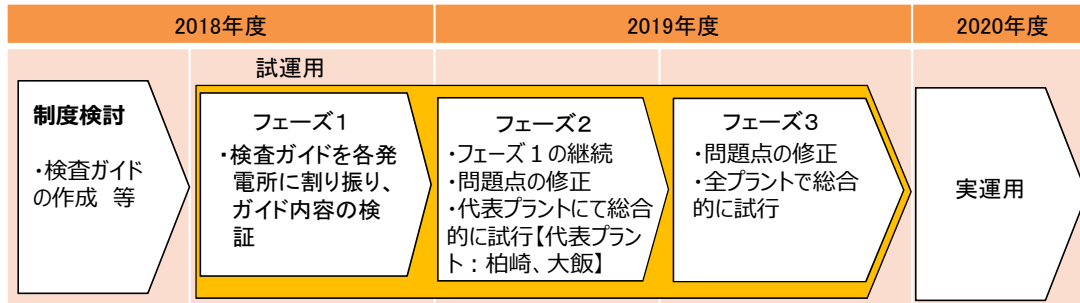 2018年度
2019年度
2020年度
試運用
制度検討
・検査ガイド
の作成 等
フェーズ1
・検査ガイドを各発
電所に割り振り、
ガイド内容の検
証
フェーズ2
・フェーズ1の継続
・問題点の修正
・代表プラントにて総合
的に試行【代表プラン
ト：柏崎、大飯】
フェーズ3
・問題点の修正
・全プラントで総合
的に試行
実運用